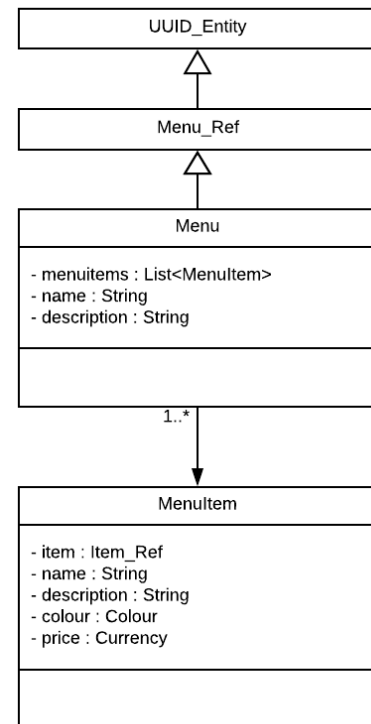 UUID_Entity
Menu_Ref
Menu
- menuitems : List<MenuItem>
- name : String
- description : String
1..*
MenuItem
- item : Item_Ref
- name : String
- description : String
- colour : Colour
- price : Currency